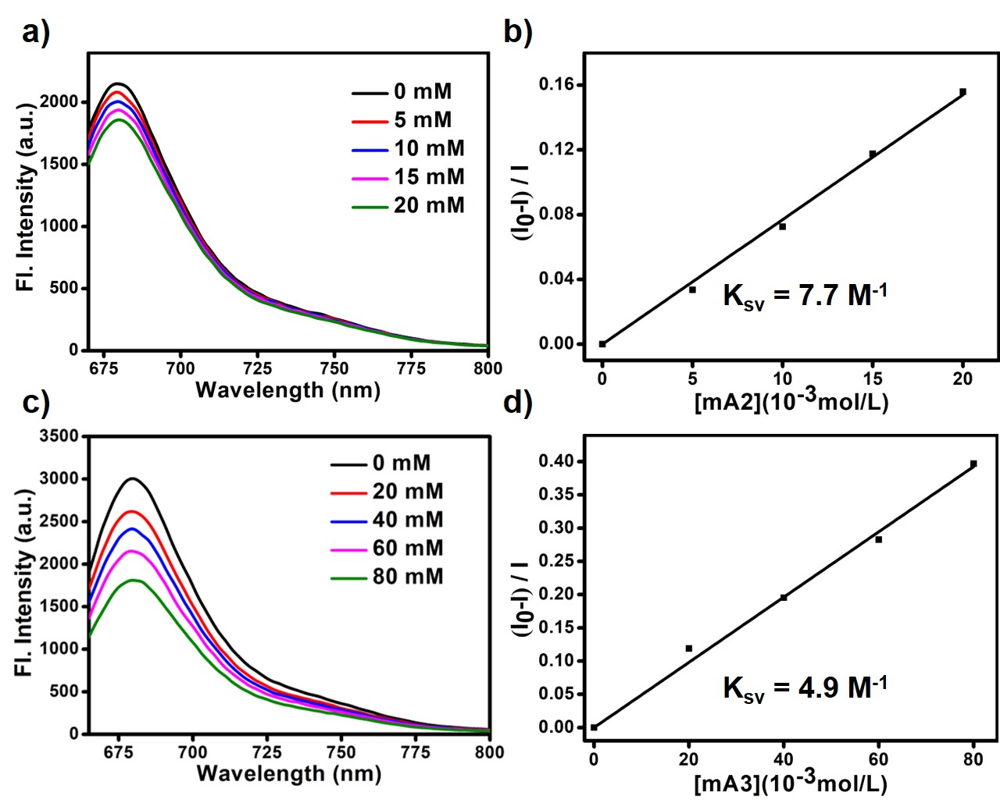 a)
Fl. Intensity (a.u.)
2000
1500
1000
500
0
0 mM
5 mM
10 mM
15 mM
20 mM
675 700 725 750 775 800
Wavelength (nm)
b)
(I₀-I) / I
0.16
0.12
0.08
0.04
0.00
Kₛᵥ = 7.7 M⁻¹
0 5 10 15 20
[mA2](10⁻³mol/L)
c)
Fl. Intensity (a.u.)
3500
3000
2500
2000
1500
1000
500
0
0 mM
20 mM
40 mM
60 mM
80 mM
675 700 725 750 775 800
Wavelength (nm)
d)
(I₀-I) / I
0.40
0.35
0.30
0.25
0.20
0.15
0.10
0.05
0.00
Kₛᵥ = 4.9 M⁻¹
0 20 40 60 80
[mA3](10⁻³mol/L)